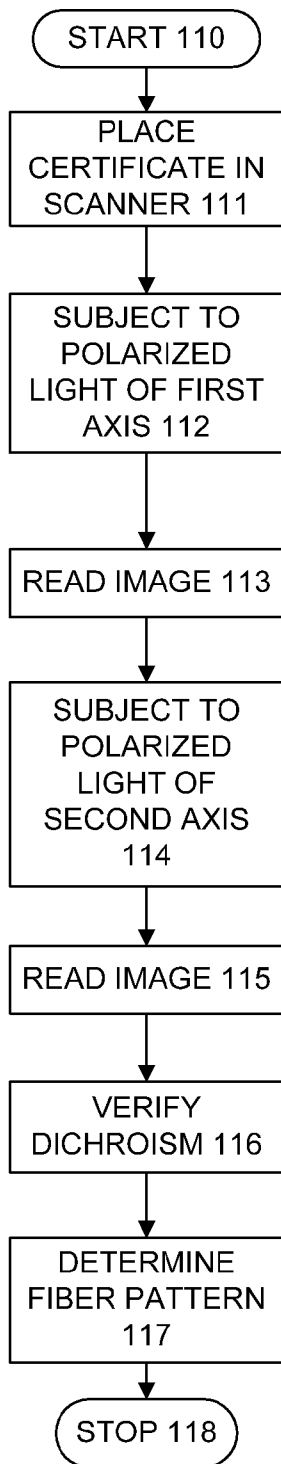 START 110
PLACE
CERTIFICATE IN
SCANNER 111
SUBJECT TO
POLARIZED
LIGHT OF FIRST
AXIS 112
READ IMAGE 113
SUBJECT TO
POLARIZED
LIGHT OF
SECOND AXIS
114
READ IMAGE 115
VERIFY
DICHROISM 116
DETERMINE
FIBER PATTERN
117
STOP 118